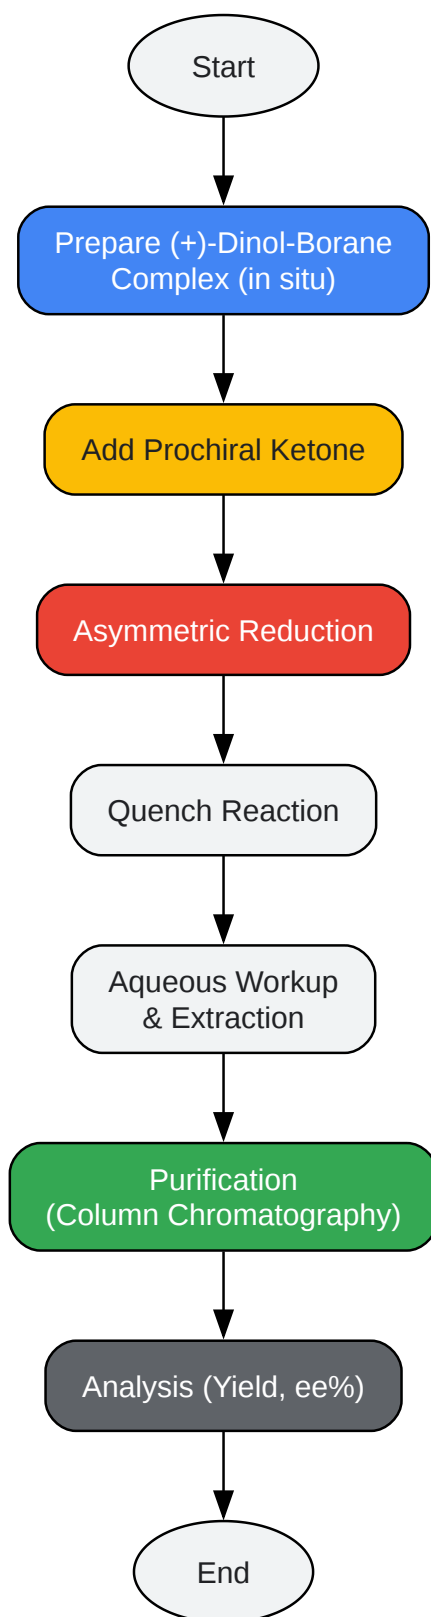 Start
Prepare (+)-Dinol-Borane
Complex (in situ)
Add Prochiral Ketone
Asymmetric Reduction
Quench Reaction
Aqueous Workup
& Extraction
Purification
(Column Chromatography)
Analysis (Yield, ee%)
End